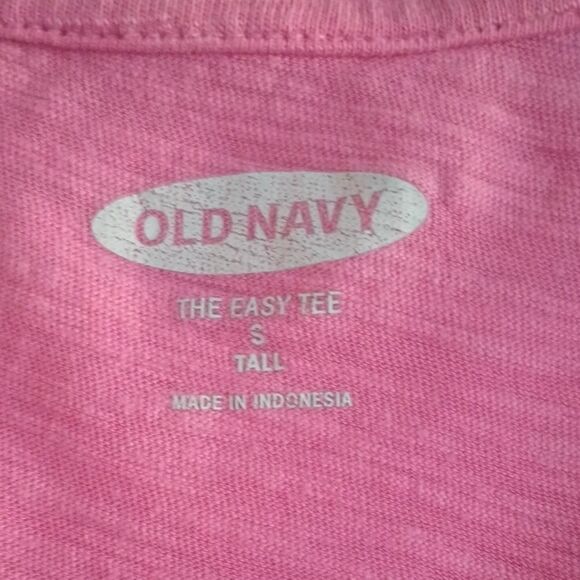 OLD NAVY
THE EASY TEE
S
TALL
MADE IN INDONESIA